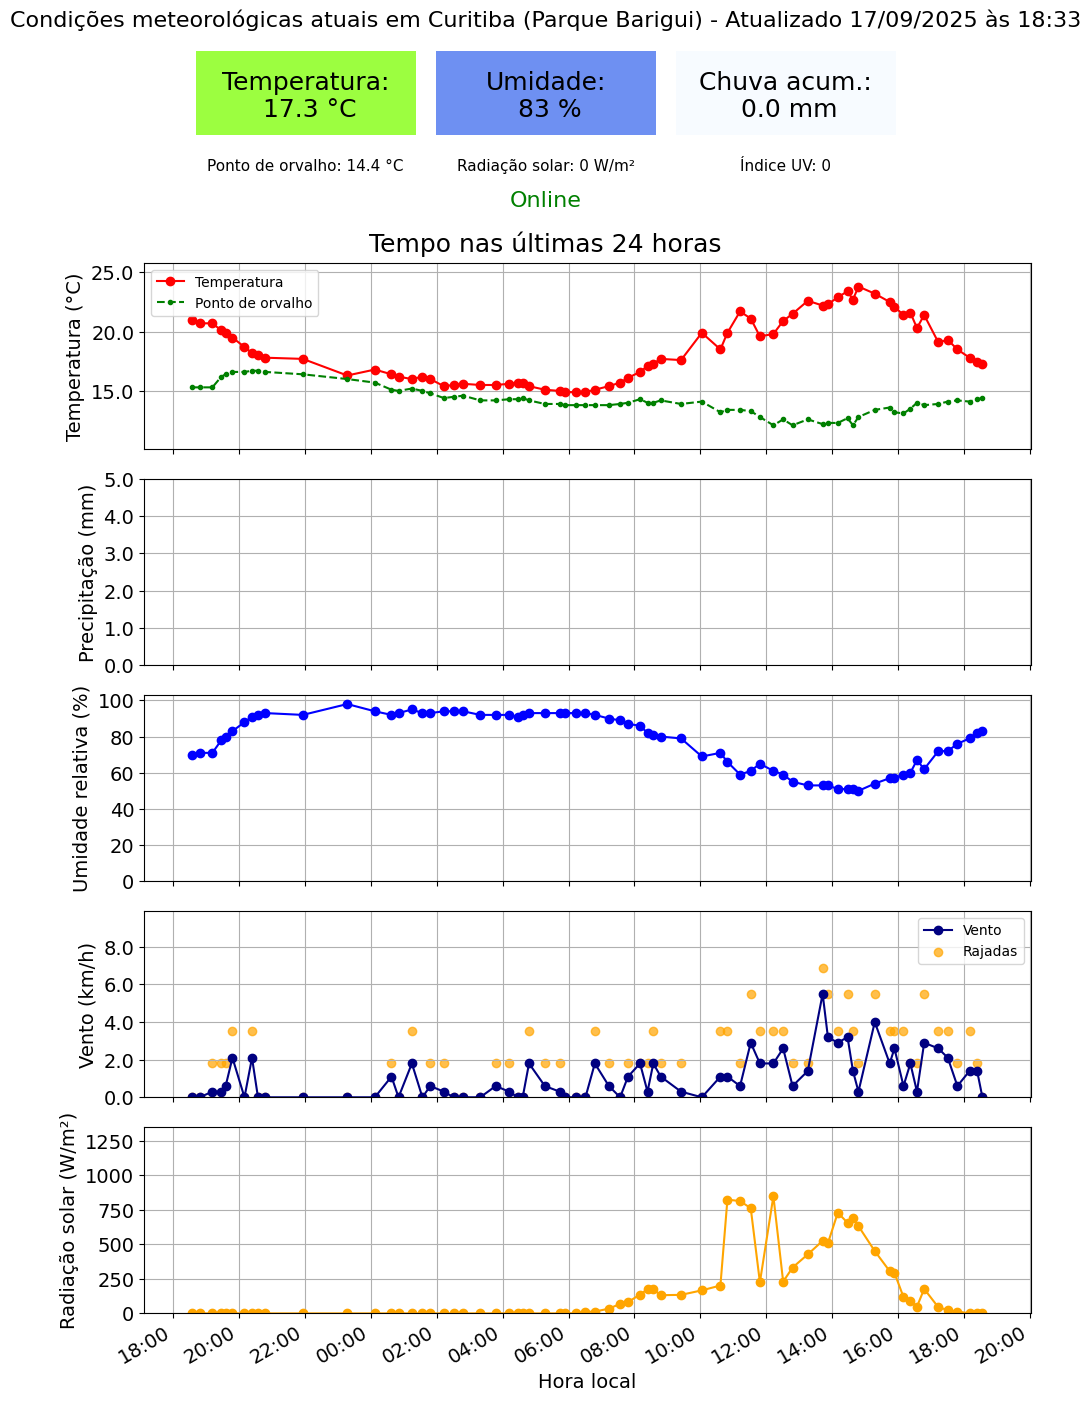 Condições meteorológicas atuais em Curitiba (Parque Barigui) - Atualizado 17/09/2025 às 18:33
Temperatura:
17.3 °C
Umidade:
83 %
Chuva acum.:
0.0 mm
Ponto de orvalho: 14.4 °C
Radiação solar: 0 W/m²
Índice UV: 0
Online
Tempo nas últimas 24 horas
Temperatura (°C)
25.0
20.0
15.0
Temperatura
Ponto de orvalho
Precipitação (mm)
5.0
4.0
3.0
2.0
1.0
0.0
Umidade relativa (%)
100
80
60
40
20
0
Vento (km/h)
8.0
6.0
4.0
2.0
0.0
Vento
Rajadas
Radiação solar (W/m²)
1250
1000
750
500
250
0
18:00
20:00
22:00
00:00
02:00
04:00
06:00
08:00
10:00
12:00
14:00
16:00
18:00
20:00
Hora local